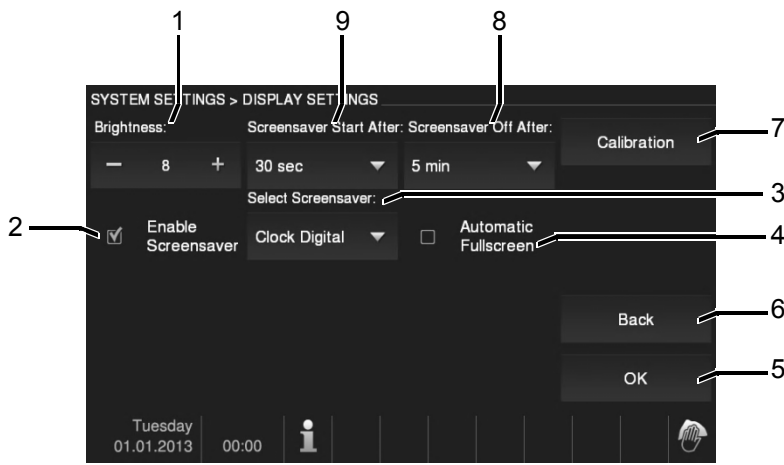 1 9 8
SYSTEM SETTINGS > DISPLAY SETTINGS
Brightness: Screensaver Start After: Screensaver Off After:
Calibration 7
− 8 + 30 sec 5 min
Select Screensaver: 3
2 Enable Screensaver Clock Digital Automatic Fullscreen 4
Back 6
OK 5
Tuesday
01.01.2013 00:00 i